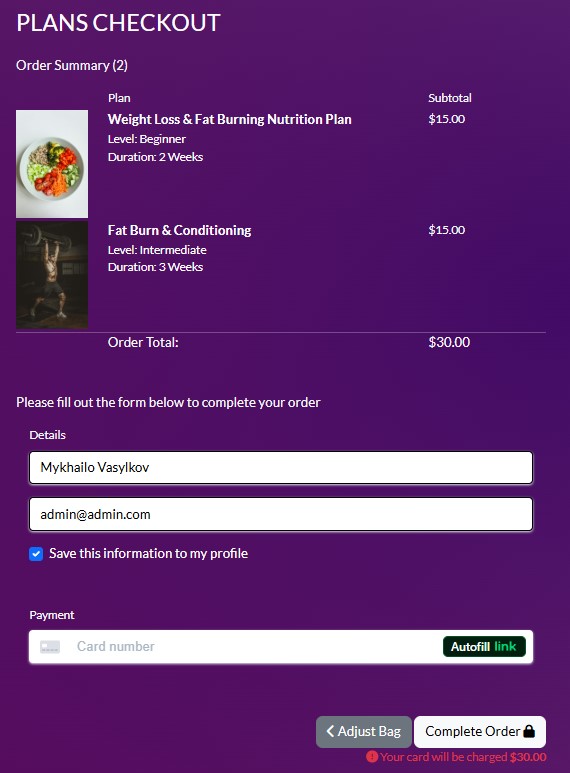 PLANS CHECKOUT
Order Summary (2)
Plan Subtotal
Weight Loss & Fat Burning Nutrition Plan $15.00
Level: Beginner
Duration: 2 Weeks
Fat Burn & Conditioning $15.00
Level: Intermediate
Duration: 3 Weeks
Order Total: $30.00
Please fill out the form below to complete your order
Details
Mykhailo Vasylkov
admin@admin.com
Save this information to my profile
Payment
Card number Autofill link
Adjust Bag Complete Order
Your card will be charged $30.00